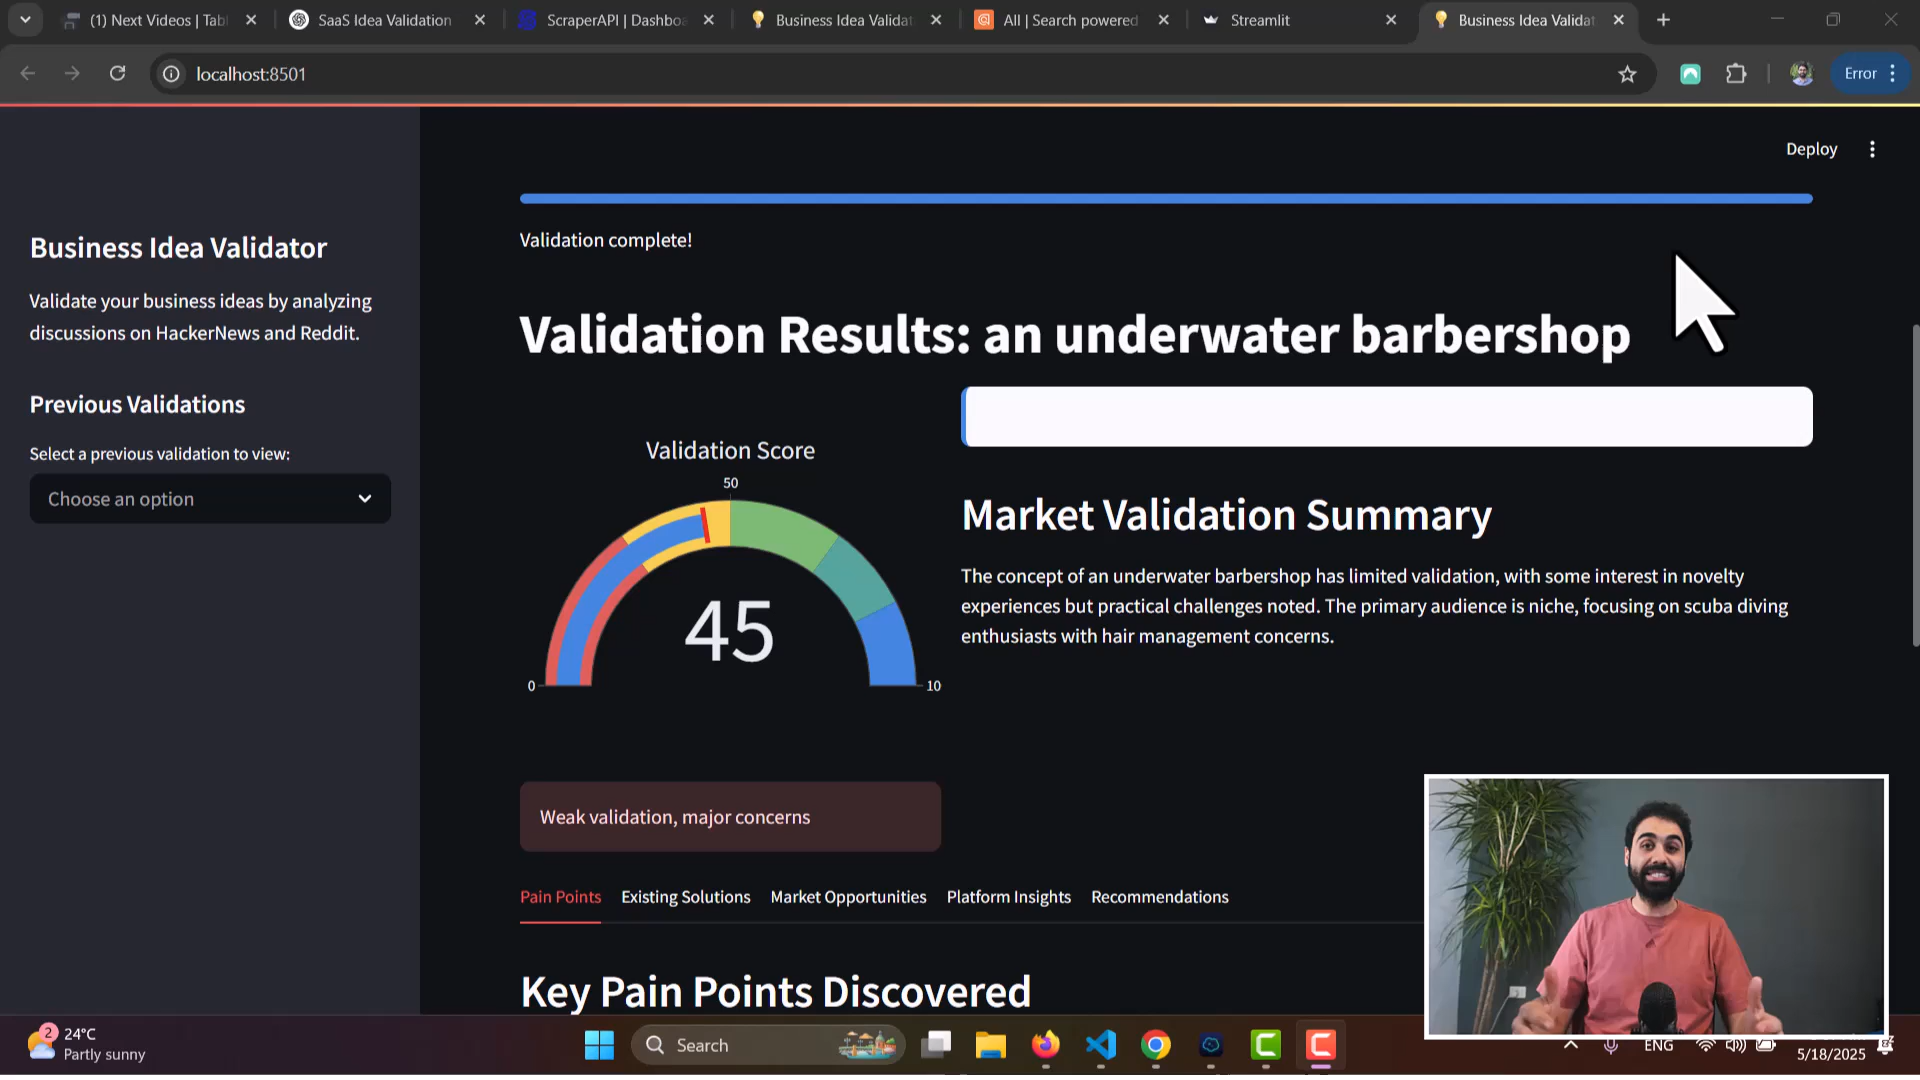 (1) Next Videos | Tab
SaaS Idea Validation
ScraperAPI | Dashbo
Business Idea Validat
All | Search powered
Streamlit
Business Idea Validat
localhost:8501
Error
Deploy
Business Idea Validator
Validate your business ideas by analyzing
discussions on HackerNews and Reddit.
Previous Validations
Select a previous validation to view:
Choose an option
Validation complete!
Validation Results: an underwater barbershop
Validation Score
50
45
0
10
Market Validation Summary
The concept of an underwater barbershop has limited validation, with some interest in novelty
experiences but practical challenges noted. The primary audience is niche, focusing on scuba diving
enthusiasts with hair management concerns.
Weak validation, major concerns
Pain Points
Existing Solutions
Market Opportunities
Platform Insights
Recommendations
Key Pain Points Discovered
2
24°C
Partly sunny
Search
ENG
5/18/2025